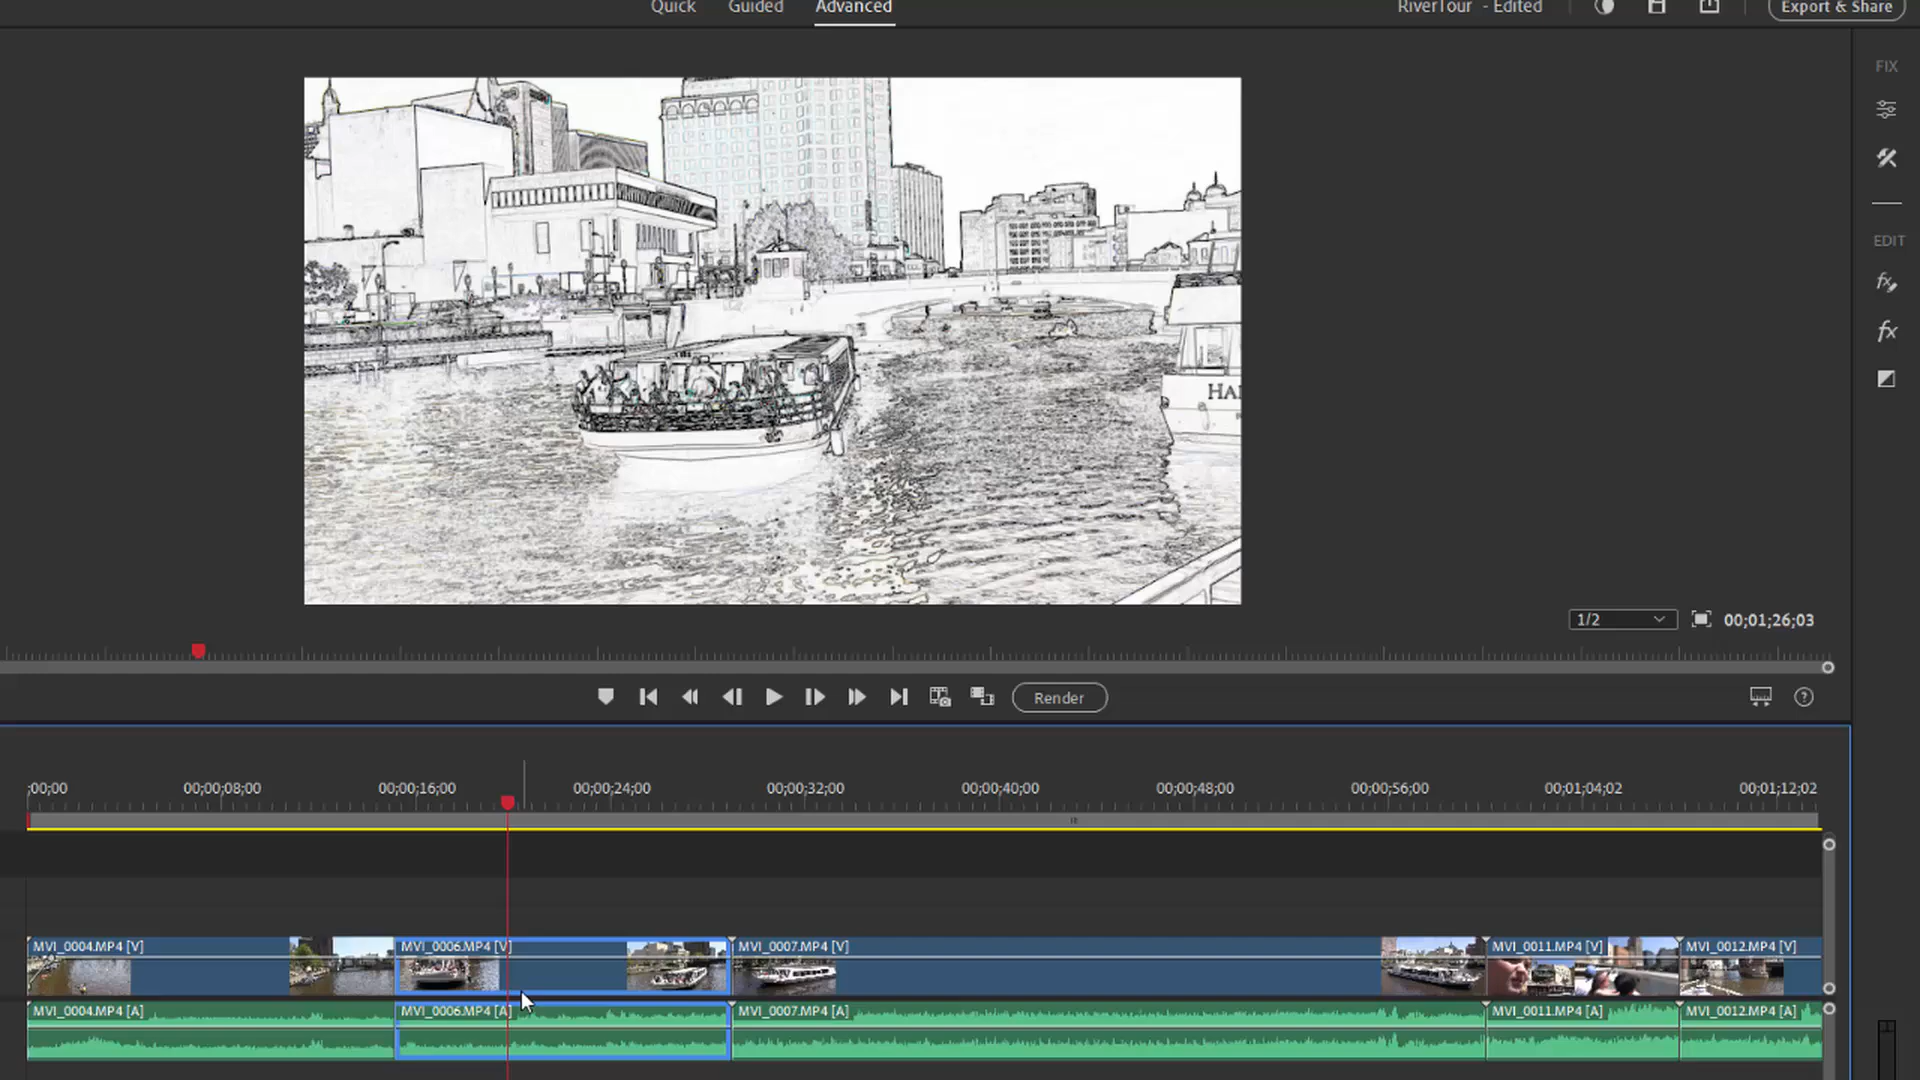 Quick Guided Advanced RiverTour - Edited Export & Share
FIX
EDIT
HA
1/2 00;01;26;03
Render
;00;00 00;00;08;00 00;00;16;00 00;00;24;00 00;00;32;00 00;00;40;00 00;00;48;00 00;00;56;00 00;01;04;02 00;01;12;02
MVI_0004.MP4 [V] MVI_0006.MP4 [V] MVI_0007.MP4 [V] MVI_0011.MP4 [V] MVI_0012.MP4 [V]
MVI_0004.MP4 [A] MVI_0006.MP4 [A] MVI_0007.MP4 [A] MVI_0011.MP4 [A] MVI_0012.MP4 [A]